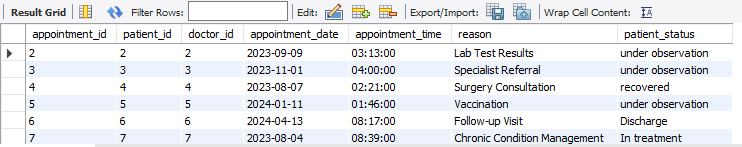 Result Grid Filter Rows: Edit: Export/Import: Wrap Cell Content: IA
appointment_id patient_id doctor_id appointment_date appointment_time reason patient_status
2 2 2 2023-09-09 03:13:00 Lab Test Results under observation
3 3 3 2023-11-01 04:00:00 Specialist Referral under observation
4 4 4 2023-08-07 02:21:00 Surgery Consultation recovered
5 5 5 2024-01-11 01:46:00 Vaccination under observation
6 6 6 2024-04-13 08:17:00 Follow-up Visit Discharge
7 7 7 2023-08-04 08:39:00 Chronic Condition Management In treatment